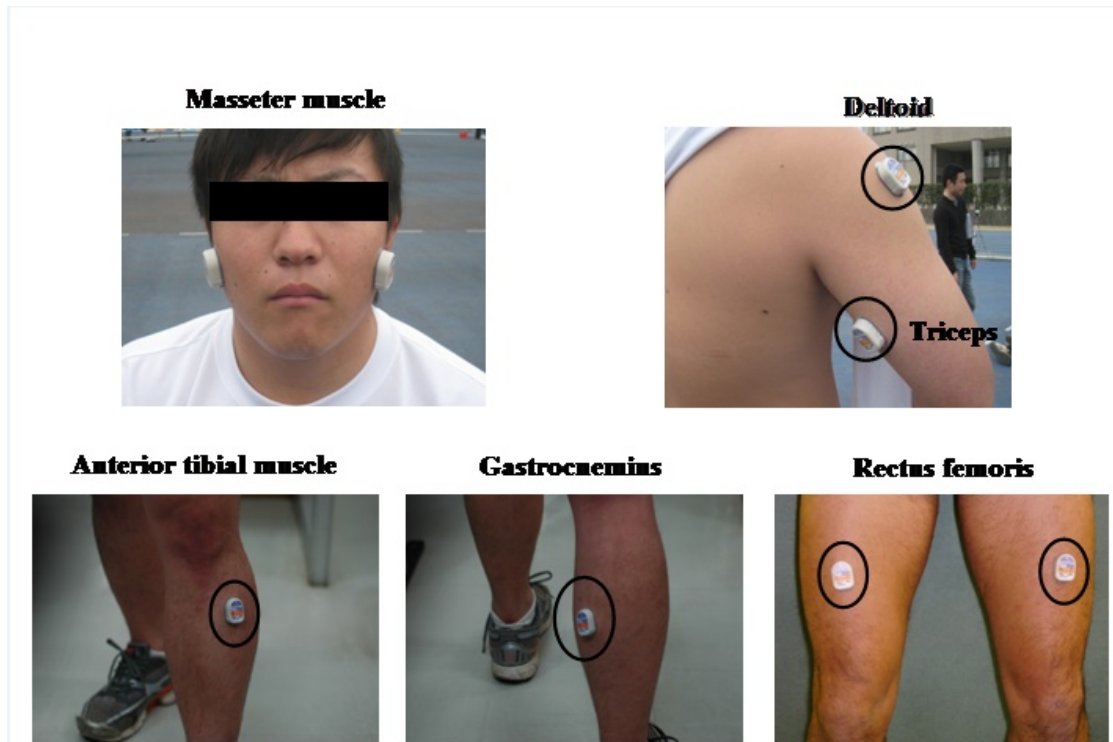 Masseter muscle
Deltoid
Triceps
Anterior tibial muscle
Gastrocnemius
Rectus femoris